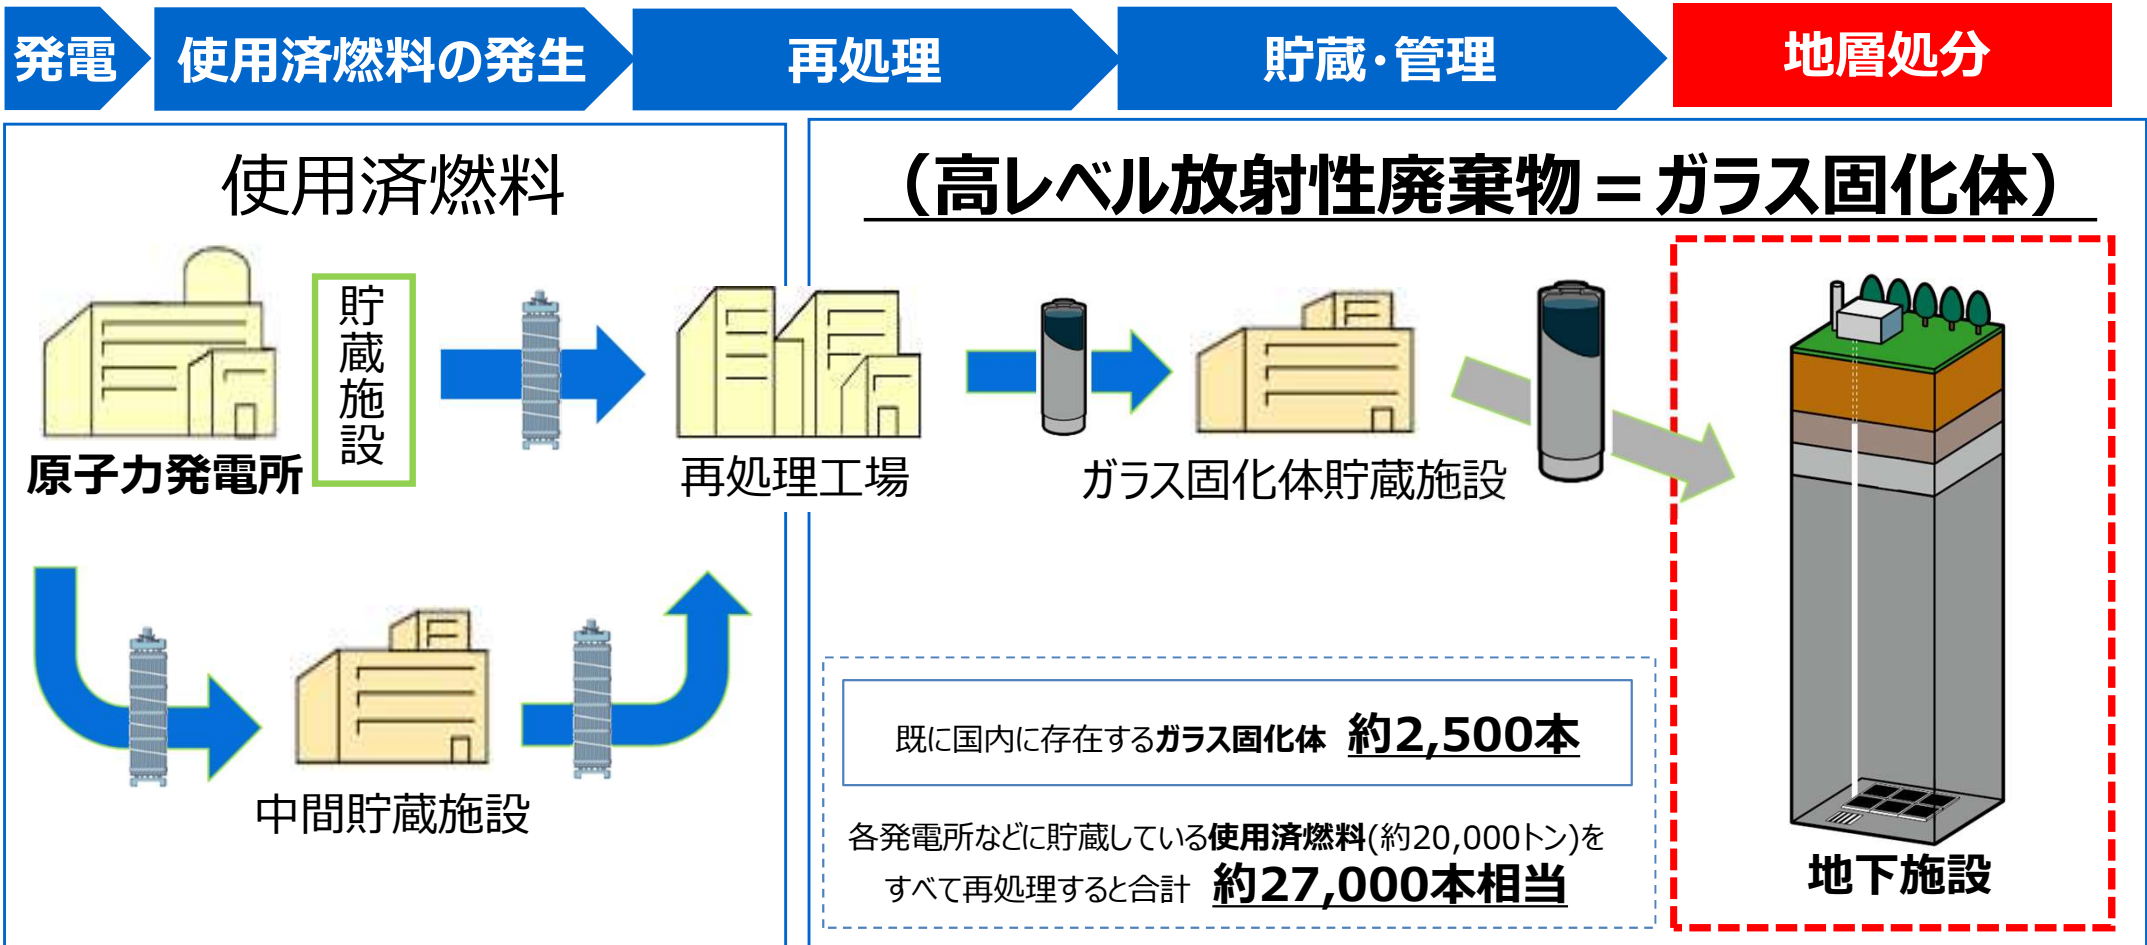 発電
使用済燃料の発生
再処理
貯蔵・管理
地層処分
使用済燃料
原子力発電所
貯蔵施設
再処理工場
中間貯蔵施設
（高レベル放射性廃棄物＝ガラス固化体）
ガラス固化体貯蔵施設
既に国内に存在するガラス固化体 約2,500本
各発電所などに貯蔵している使用済燃料(約20,000トン)を
すべて再処理すると合計 約27,000本相当
地下施設